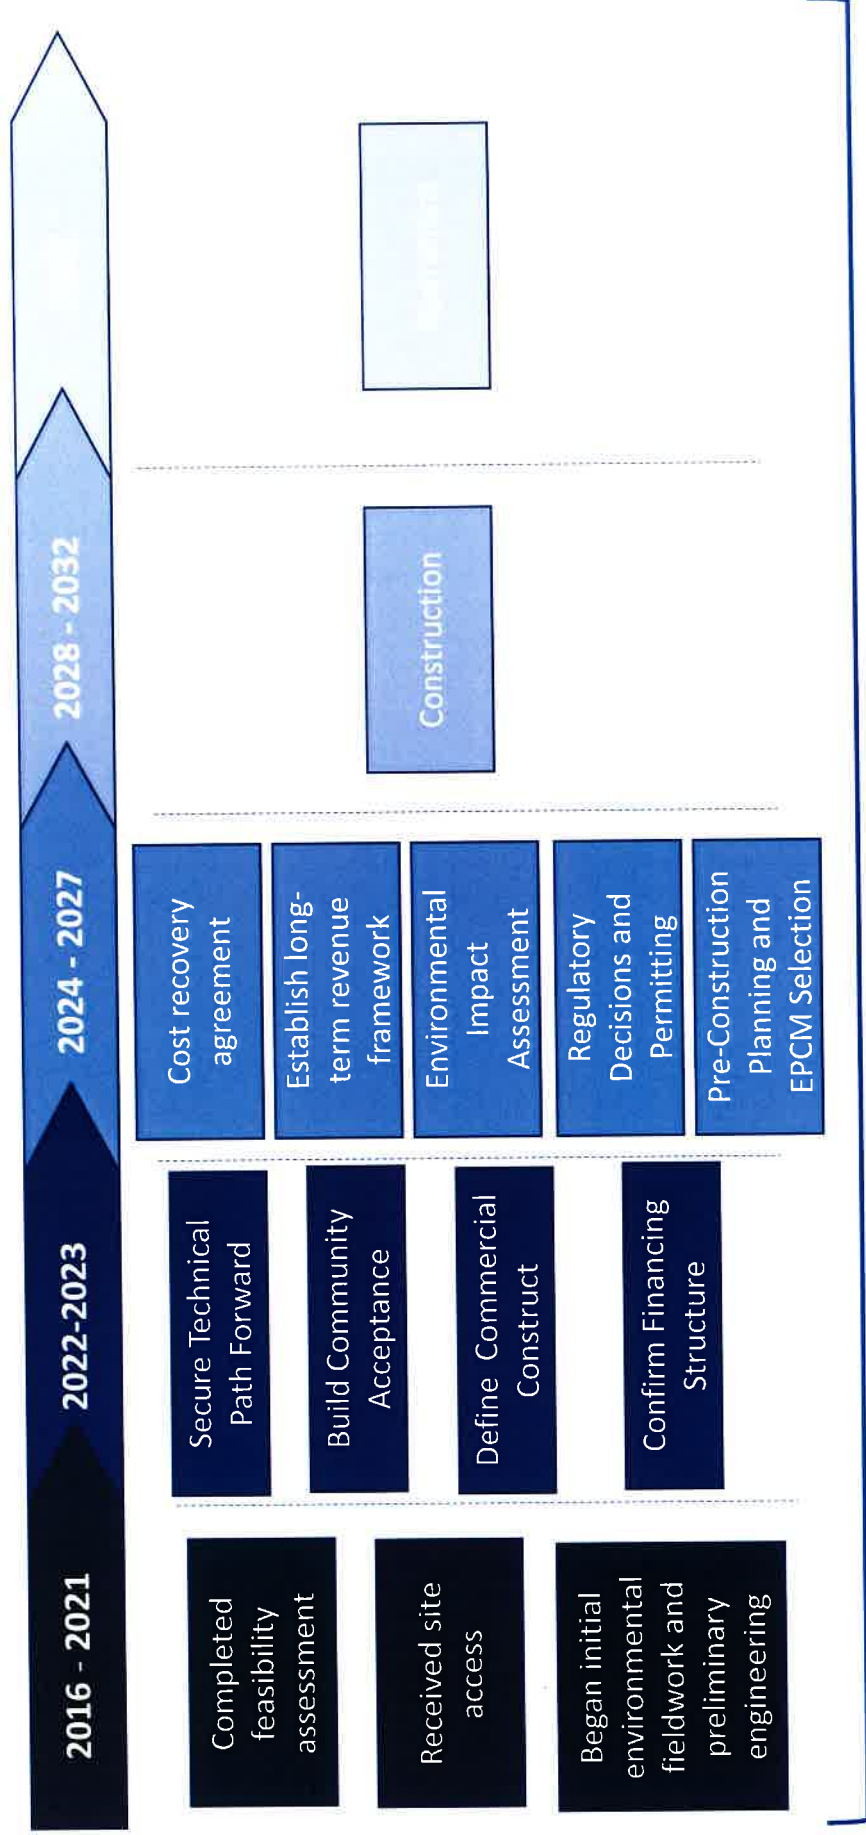 2016 - 2021
2022-2023
2024 - 2027
2028 - 2032
Completed
feasibility
assessment
Received site
access
Began initial
environmental
fieldwork and
preliminary
engineering
Secure Technical
Path Forward
Build Community
Acceptance
Define Commercial
Construct
Confirm Financing
Structure
Cost recovery
agreement
Establish long-
term revenue
framework
Environmental
Impact
Assessment
Regulatory
Decisions and
Permitting
Pre-Construction
Planning and
EPCM Selection
Construction